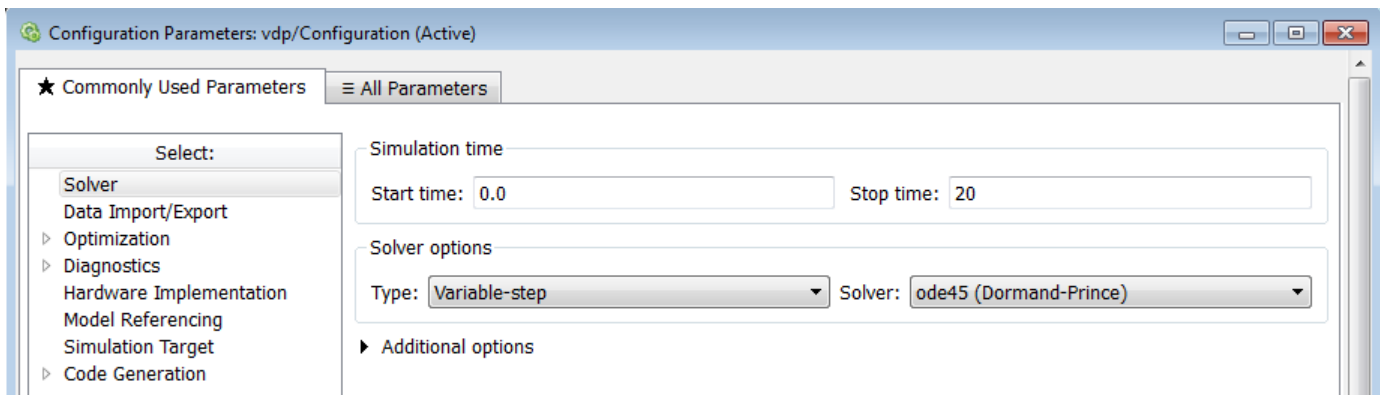 Configuration Parameters: vdp/Configuration (Active)
★ Commonly Used Parameters ≡ All Parameters
Select:
Solver
Data Import/Export
Optimization
Diagnostics
Hardware Implementation
Model Referencing
Simulation Target
Code Generation
Simulation time
Start time: 0.0 Stop time: 20
Solver options
Type: Variable-step Solver: ode45 (Dormand-Prince)
Additional options